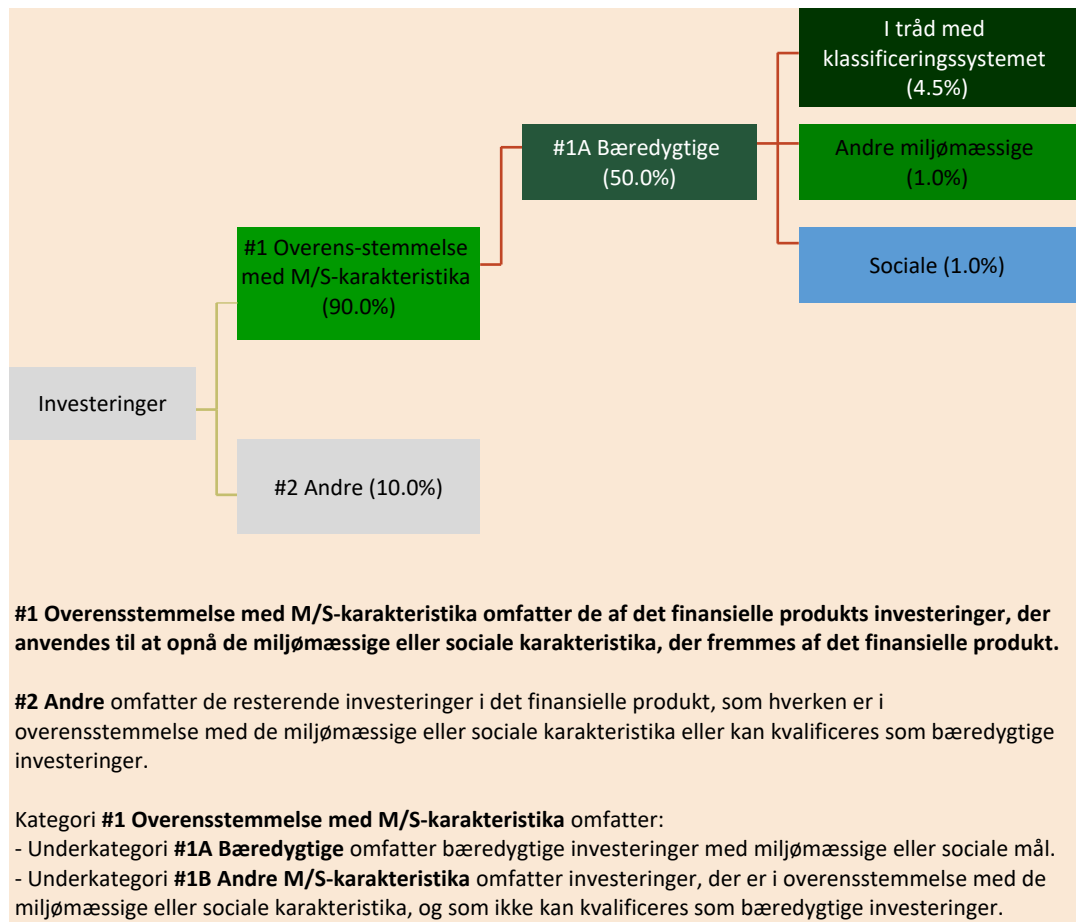 I tråd med
klassificeringssystemet
(4.5%)
#1A Bæredygtige
(50.0%)
Andre miljømæssige
(1.0%)
#1 Overens-stemmelse
med M/S-karakteristika
(90.0%)
Sociale (1.0%)
Investeringer
#2 Andre (10.0%)
#1 Overensstemmelse med M/S-karakteristika omfatter de af det finansielle produkts investeringer, der
anvendes til at opnå de miljømæssige eller sociale karakteristika, der fremmes af det finansielle produkt.
#2 Andre omfatter de resterende investeringer i det finansielle produkt, som hverken er i
overensstemmelse med de miljømæssige eller sociale karakteristika eller kan kvalificeres som bæredygtige
investeringer.
Kategori #1 Overensstemmelse med M/S-karakteristika omfatter:
- Underkategori #1A Bæredygtige omfatter bæredygtige investeringer med miljømæssige eller sociale mål.
- Underkategori #1B Andre M/S-karakteristika omfatter investeringer, der er i overensstemmelse med de
miljømæssige eller sociale karakteristika, og som ikke kan kvalificeres som bæredygtige investeringer.